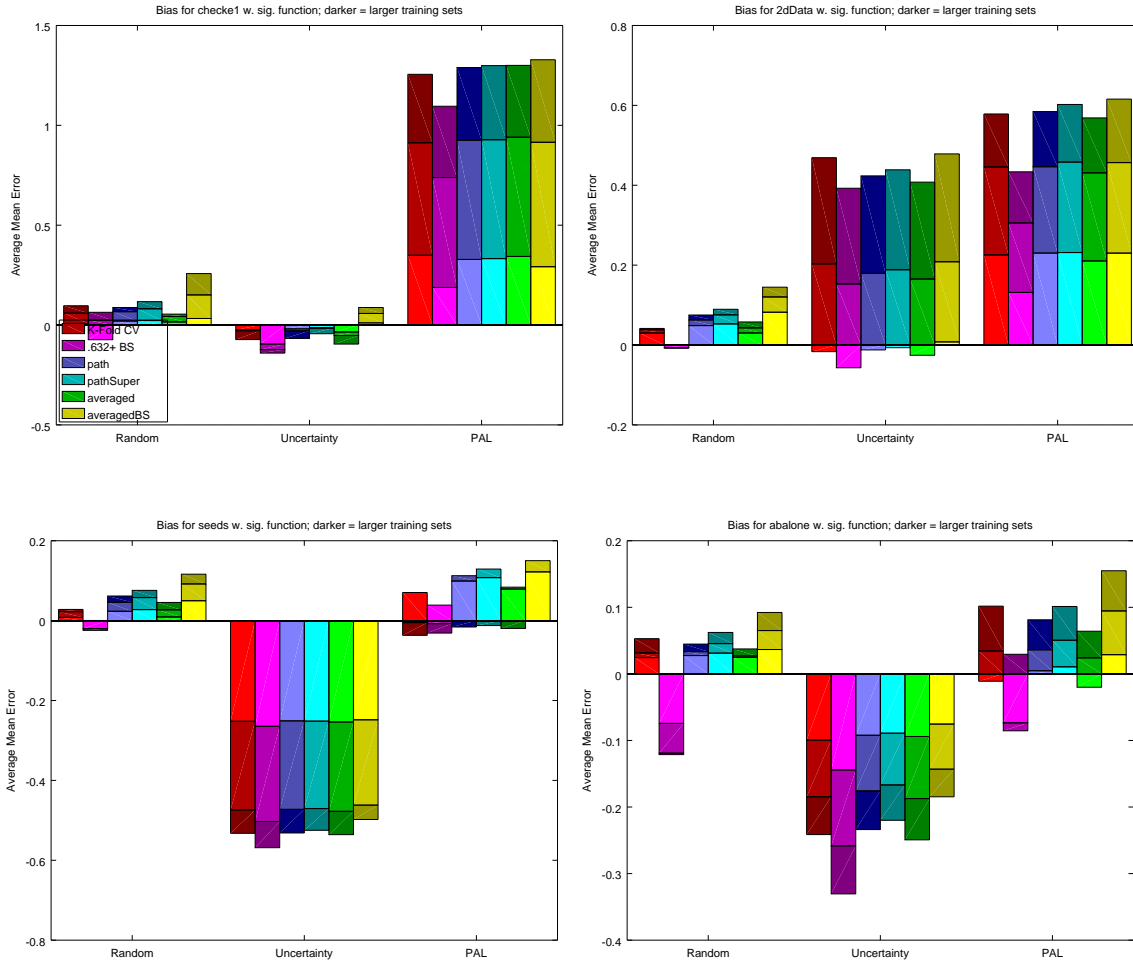 Bias for checke1 w. sig. function; darker = larger training sets
1.5
1
0.5
0
-0.5
Average Mean Error
K-Fold CV
.632+ BS
path
pathSuper
averaged
averagedBS
Random
Uncertainty
PAL
Bias for 2dData w. sig. function; darker = larger training sets
0.8
0.6
0.4
0.2
0
-0.2
Average Mean Error
Random
Uncertainty
PAL
Bias for seeds w. sig. function; darker = larger training sets
0.2
0
-0.2
-0.4
-0.6
-0.8
Average Mean Error
Random
Uncertainty
PAL
Bias for abalone w. sig. function; darker = larger training sets
0.2
0.1
0
-0.1
-0.2
-0.3
-0.4
Average Mean Error
Random
Uncertainty
PAL